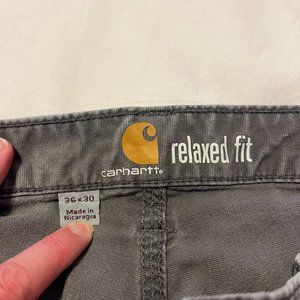 carhartt®
relaxed fit
36x30
Made in
Nicaragua